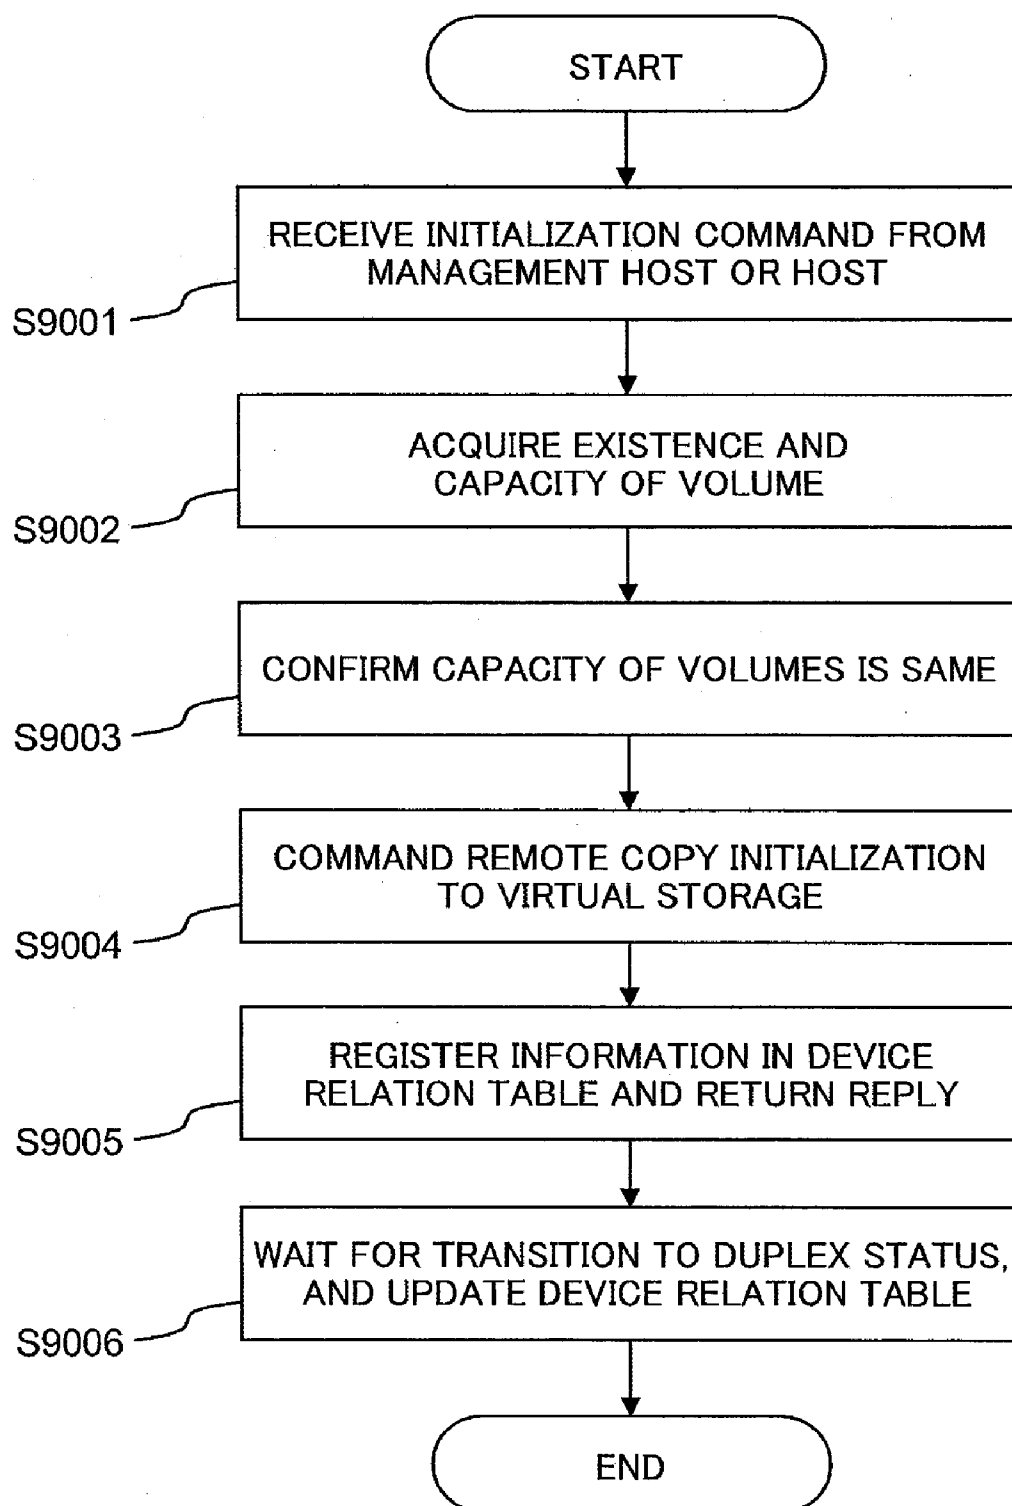 START
RECEIVE INITIALIZATION COMMAND FROM
MANAGEMENT HOST OR HOST
S9001
ACQUIRE EXISTENCE AND
CAPACITY OF VOLUME
S9002
CONFIRM CAPACITY OF VOLUMES IS SAME
S9003
COMMAND REMOTE COPY INITIALIZATION
TO VIRTUAL STORAGE
S9004
REGISTER INFORMATION IN DEVICE
RELATION TABLE AND RETURN REPLY
S9005
WAIT FOR TRANSITION TO DUPLEX STATUS,
AND UPDATE DEVICE RELATION TABLE
S9006
END